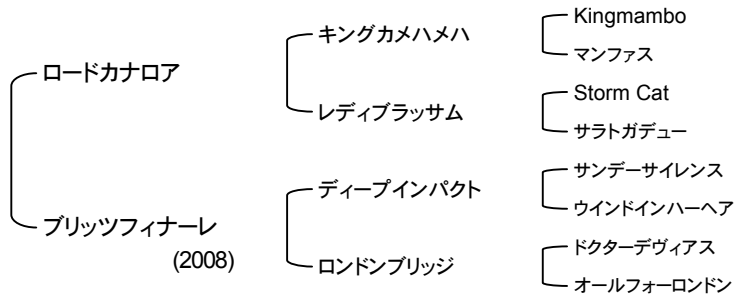 ロードカナロア
ブリッツフィナーレ
(2008)
キングカメハメハ
レディブラッサム
ディープインパクト
ロンドンブリッジ
Kingmambo
マンファス
Storm Cat
サラトガデュー
サンデーサイレンス
ウインドインハーヘア
ドクターデヴィアス
オールフォーロンドン